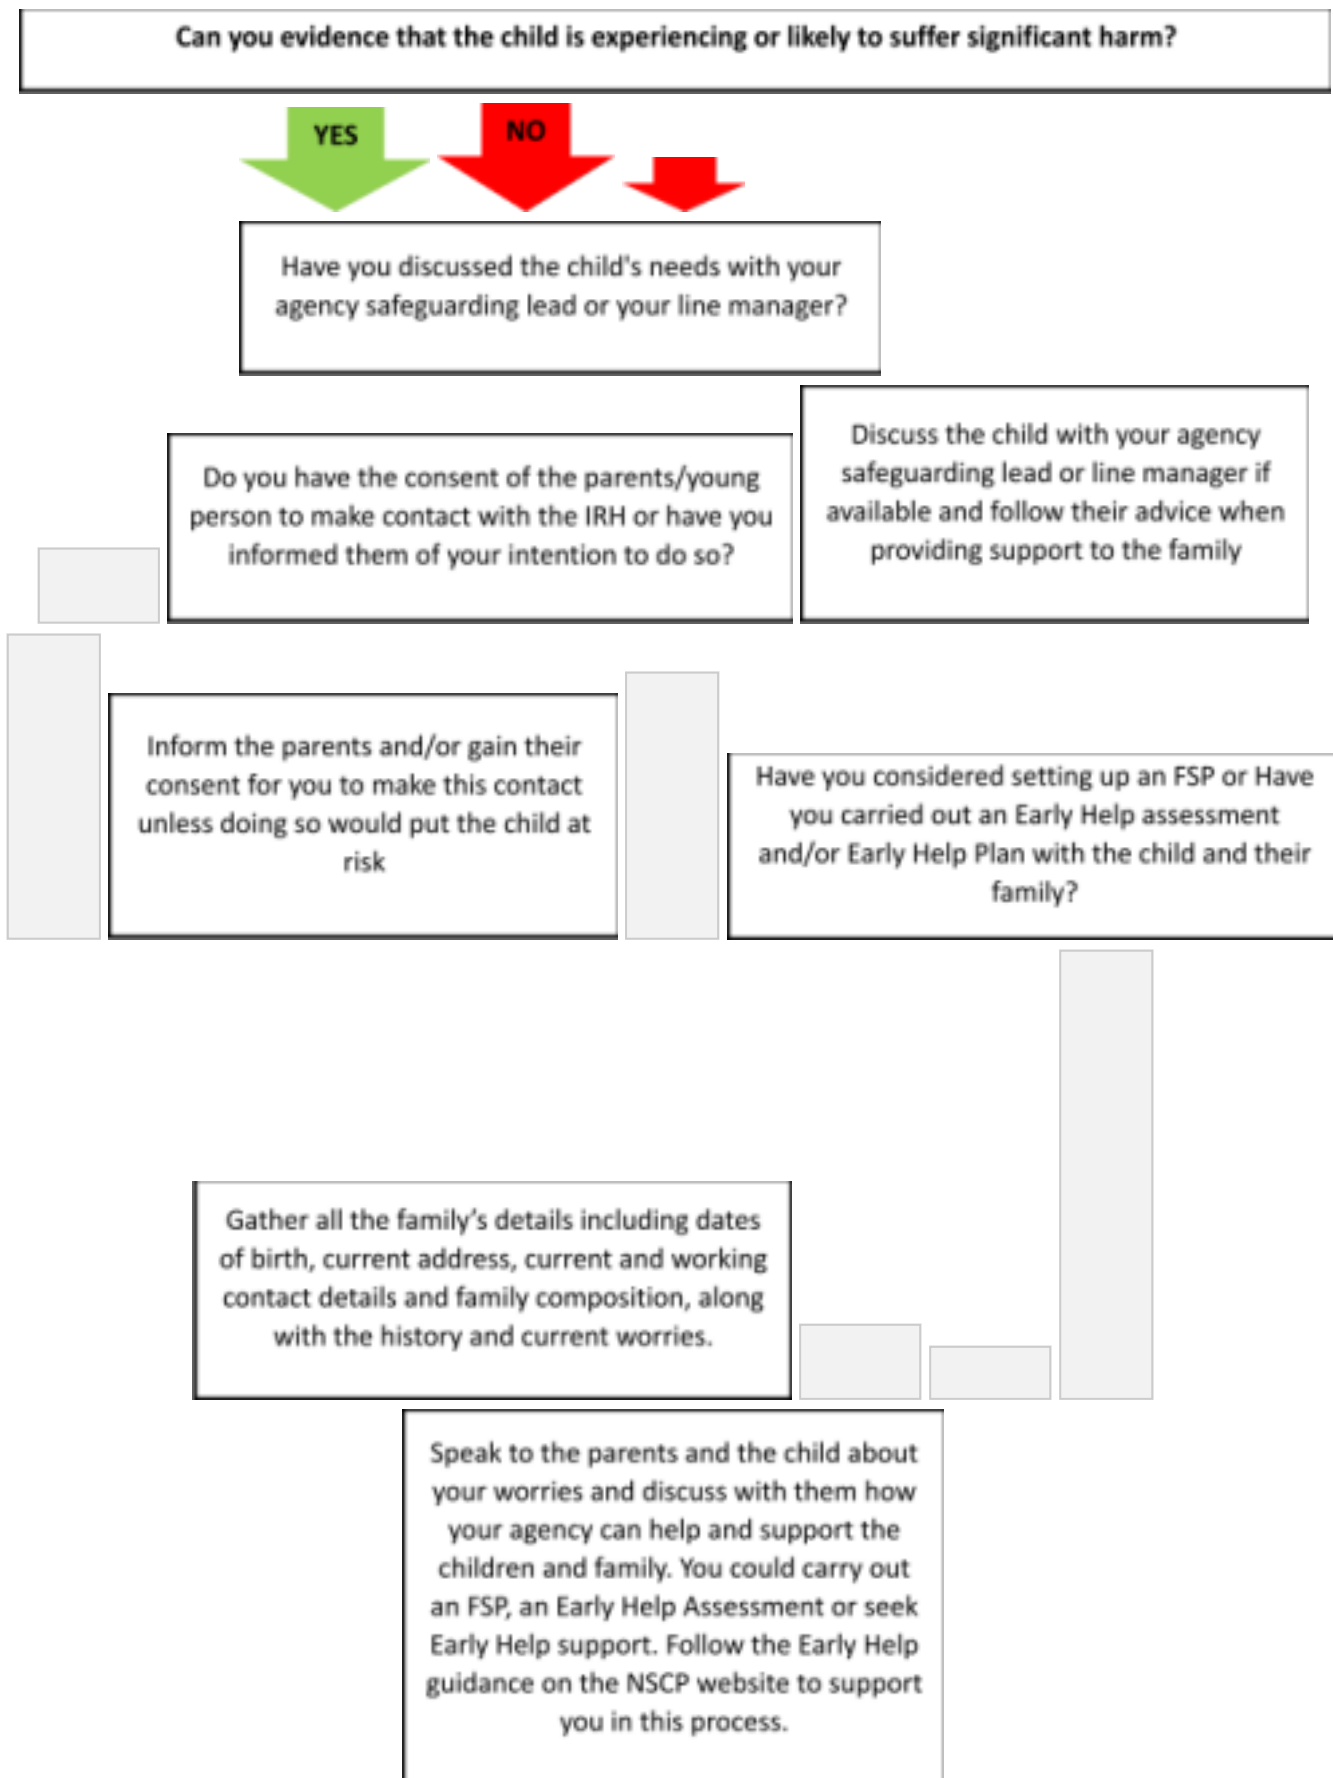 Can you evidence that the child is experiencing or likely to suffer significant harm?
YES
NO
Have you discussed the child's needs with your
agency safeguarding lead or your line manager?
Discuss the child with your agency
safeguarding lead or line manager if
available and follow their advice when
providing support to the family
Do you have the consent of the parents/young
person to make contact with the IRH or have you
informed them of your intention to do so?
Inform the parents and/or gain their
consent for you to make this contact
unless doing so would put the child at
risk
Have you considered setting up an FSP or Have
you carried out an Early Help assessment
and/or Early Help Plan with the child and their
family?
Gather all the family’s details including dates
of birth, current address, current and working
contact details and family composition, along
with the history and current worries.
Speak to the parents and the child about
your worries and discuss with them how
your agency can help and support the
children and family. You could carry out
an FSP, an Early Help Assessment or seek
Early Help support. Follow the Early Help
guidance on the NSCP website to support
you in this process.